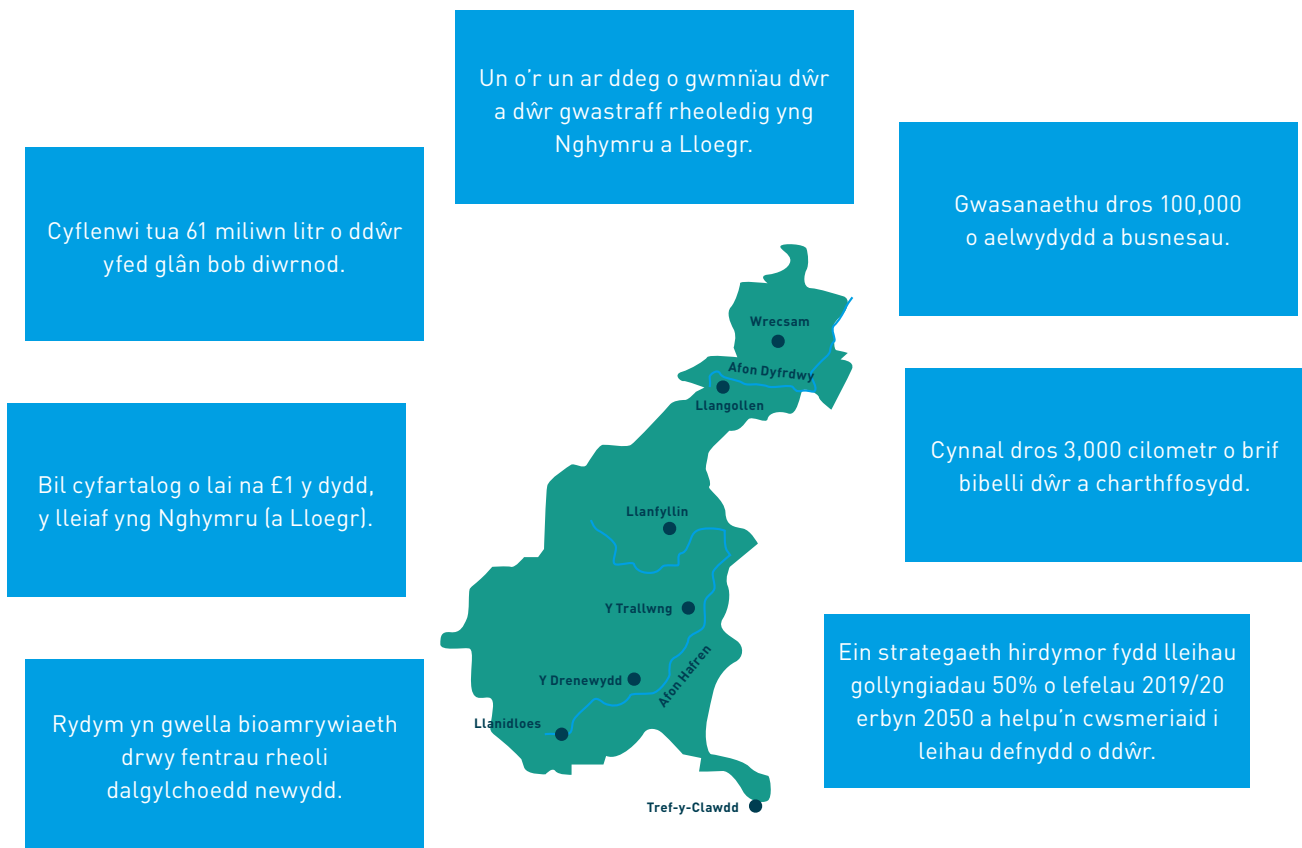 Un o'r un ar ddeg o gwmnïau dŵr
a dŵr gwastraff rheoledig yng
Nghymru a Lloegr.
Cyflenwi tua 61 miliwn litr o ddŵr
yfed glân bob diwrnod.
Gwasanaethu dros 100,000
o aelwydydd a busnesau.
Bil cyfartalog o lai na £1 y dydd,
y lleiaf yng Nghymru (a Lloegr).
Cynnal dros 3,000 cilometr o brif
bibelli dŵr a charthffosydd.
Rydym yn gwella bioamrywiaeth
drwy fentrau rheoli
dalgylchoedd newydd.
Ein strategaeth hirdymor fydd lleihau
gollyngiadau 50% o lefelau 2019/20
erbyn 2050 a helpu'n cwsmeriaid i
leihau defnydd o ddŵr.
Wrecsam
Afon Dyfrdwy
Llangollen
Llanfyllin
Y Trallwng
Y Drenewydd
Afon Hafren
Llanidloes
Tref-y-Clawdd